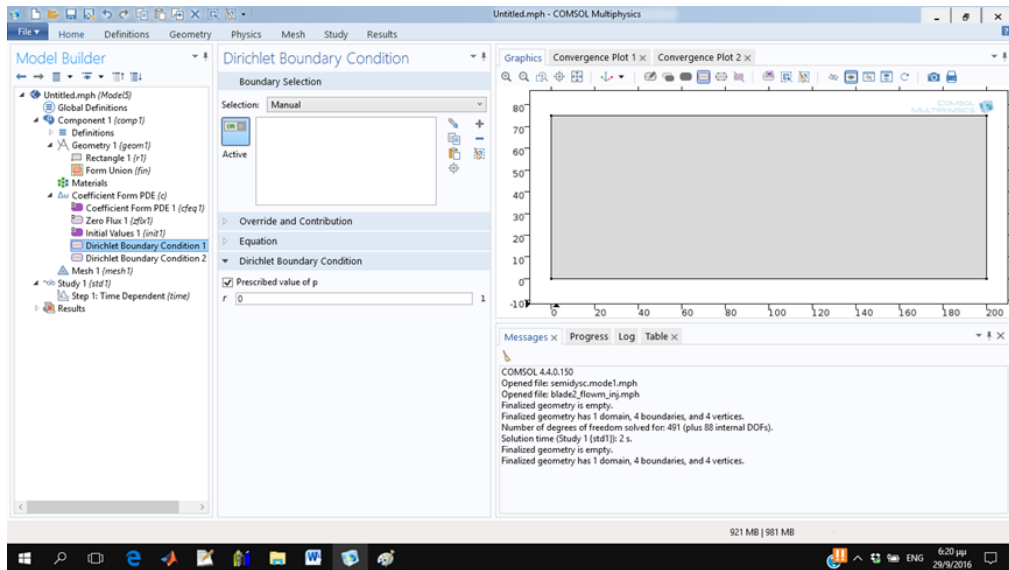 Untitled.mph - COMSOL Multiphysics
File Home Definitions Geometry Physics Mesh Study Results
Model Builder
Untitled.mph (Model5)
Global Definitions
Component 1 (comp1)
Definitions
Geometry 1 (geom1)
Rectangle 1 (r1)
Form Union (fin)
Materials
Δu Coefficient Form PDE (c)
Coefficient Form PDE 1 (cfeq1)
Zero Flux 1 (zflx1)
Initial Values 1 (init1)
Dirichlet Boundary Condition 1
Dirichlet Boundary Condition 2
Mesh 1 (mesh1)
Study 1 (std1)
Step 1: Time Dependent (time)
Results
Dirichlet Boundary Condition
Boundary Selection
Selection: Manual
ON
Active
Override and Contribution
Equation
Dirichlet Boundary Condition
Prescribed value of p
r 0 1
Graphics Convergence Plot 1 Convergence Plot 2
COMSOL
MULTIPHYSICS
80
70
60
50
40
30
20
10
0
-10
0 20 40 60 80 100 120 140 160 180 200
Messages Progress Log Table
COMSOL 4.4.0.150
Opened file: semidysc.mode1.mph
Opened file: blade2_flowm_inj.mph
Finalized geometry is empty.
Finalized geometry has 1 domain, 4 boundaries, and 4 vertices.
Number of degrees of freedom solved for: 491 (plus 88 internal DOFs).
Solution time (Study 1 (std1)): 2 s.
Finalized geometry is empty.
Finalized geometry has 1 domain, 4 boundaries, and 4 vertices.
921 MB | 981 MB
ENG
6:20 μμ
29/9/2016